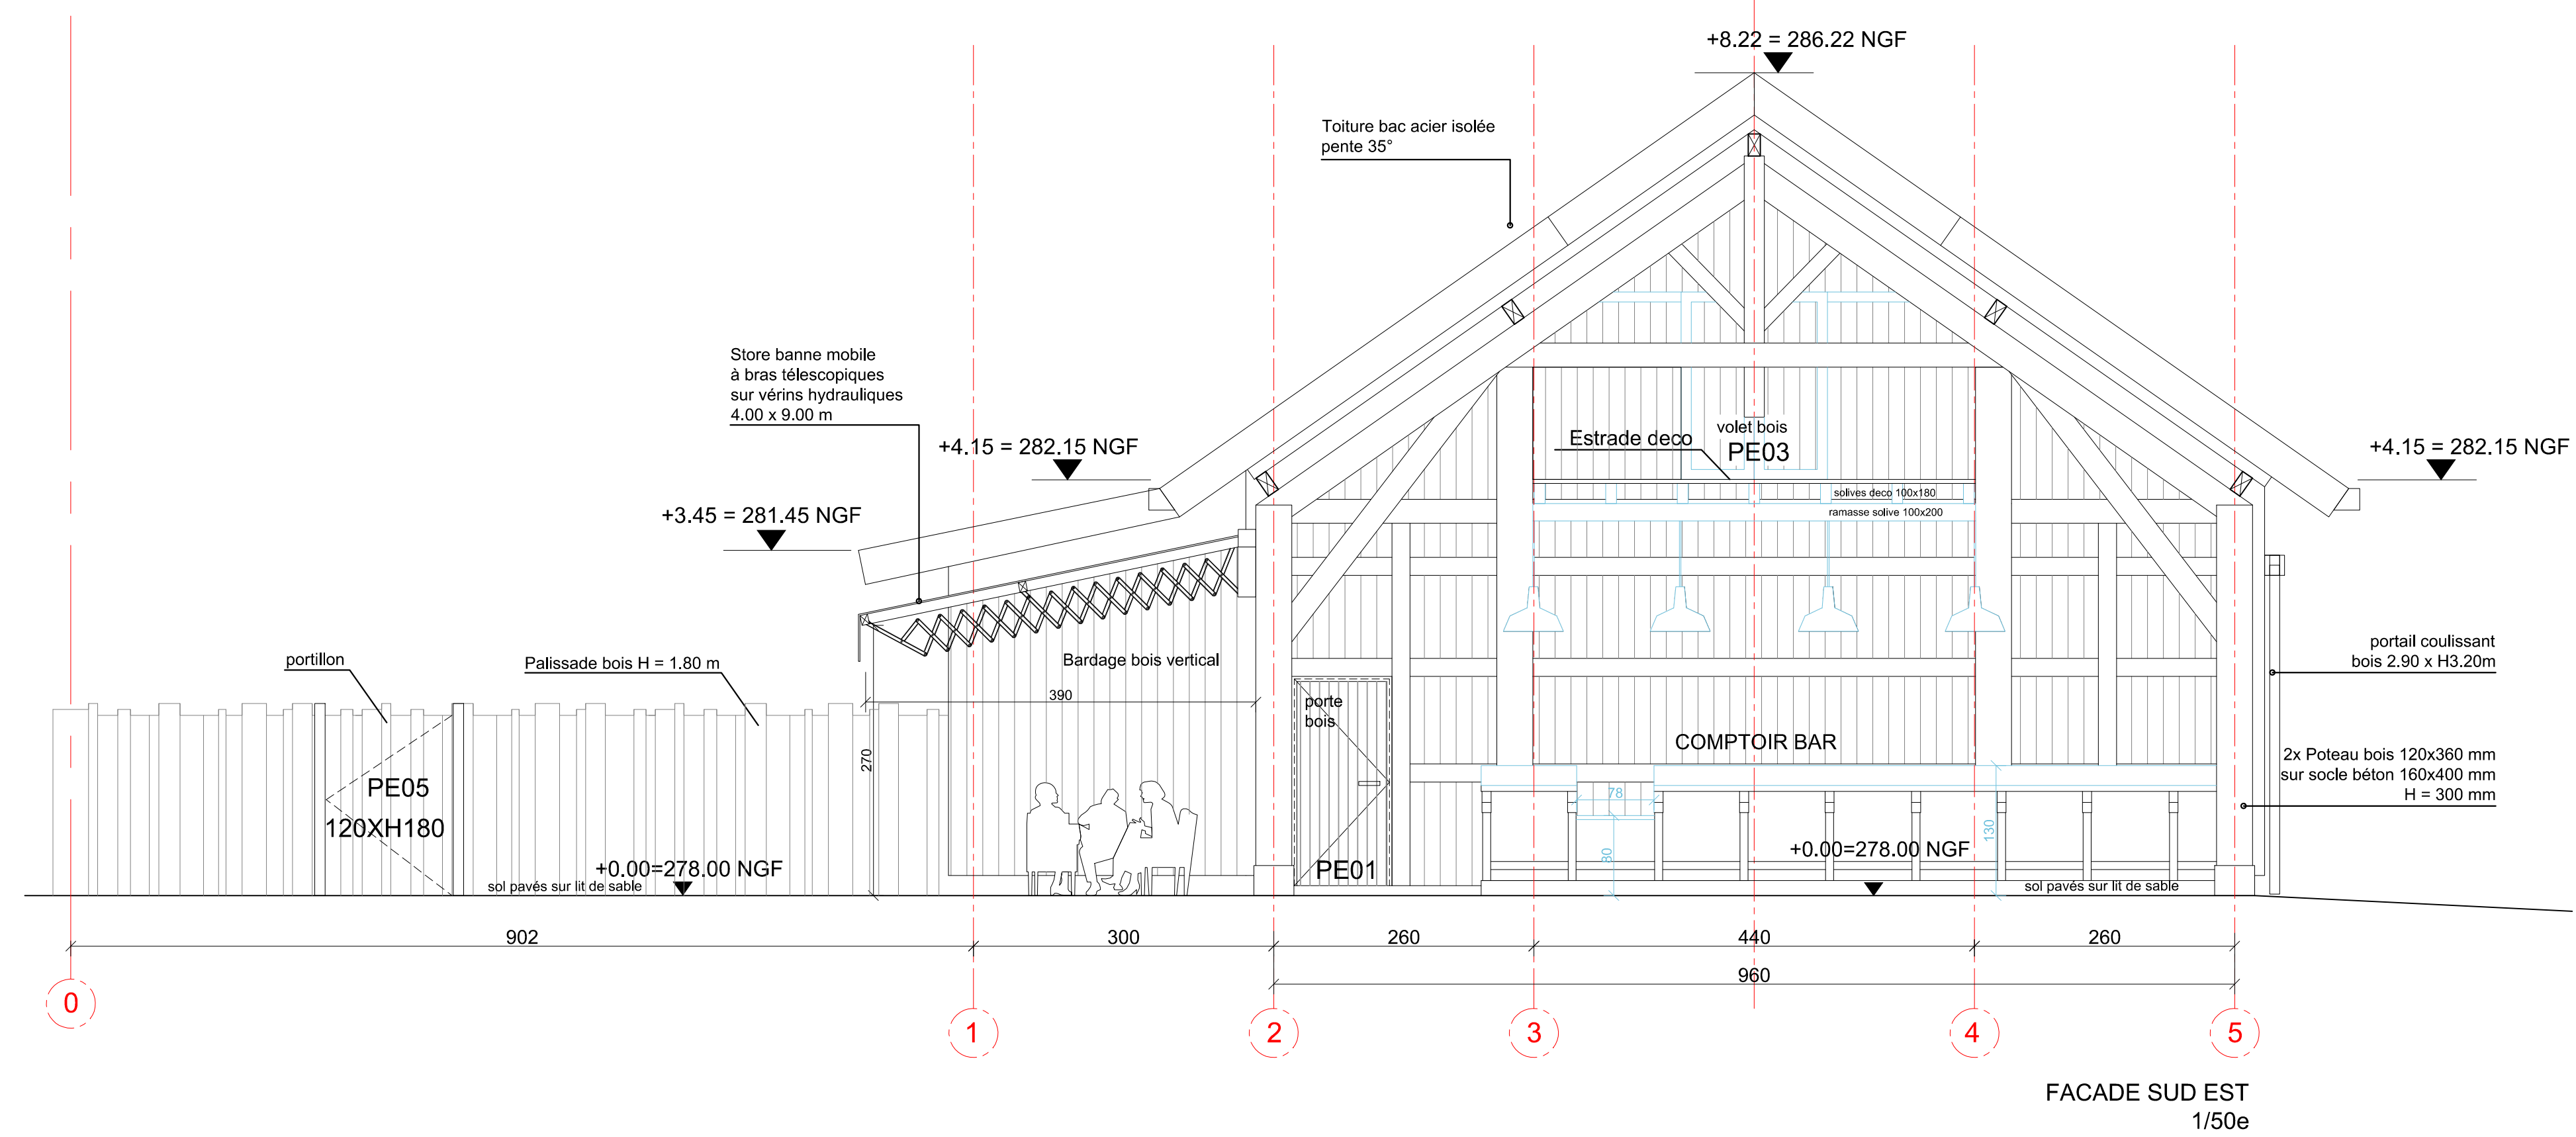 +8.22 = 286.22 NGF
Toiture bac acier isolée
pente 35°
Store banne mobile
à bras télescopiques
sur vérins hydrauliques
4.00 x 9.00 m
+4.15 = 282.15 NGF
+3.45 = 281.45 NGF
volet bois
PE03
Estrade deco
+4.15 = 282.15 NGF
solives deco 100x180
ramasse solive 100x200
portillon
Palissade bois H = 1.80 m
Bardage bois vertical
390
270
porte
bois
portail coulissant
bois 2.90 x H3.20m
COMPTOIR BAR
2x Poteau bois 120x360 mm
sur socle béton 160x400 mm
H = 300 mm
PE05
120XH180
78
80
130
+0.00=278.00 NGF
sol pavés sur lit de sable
PE01
+0.00=278.00 NGF
sol pavés sur lit de sable
902
300
260
440
260
960
0
1
2
3
4
5
FACADE SUD EST
1/50e